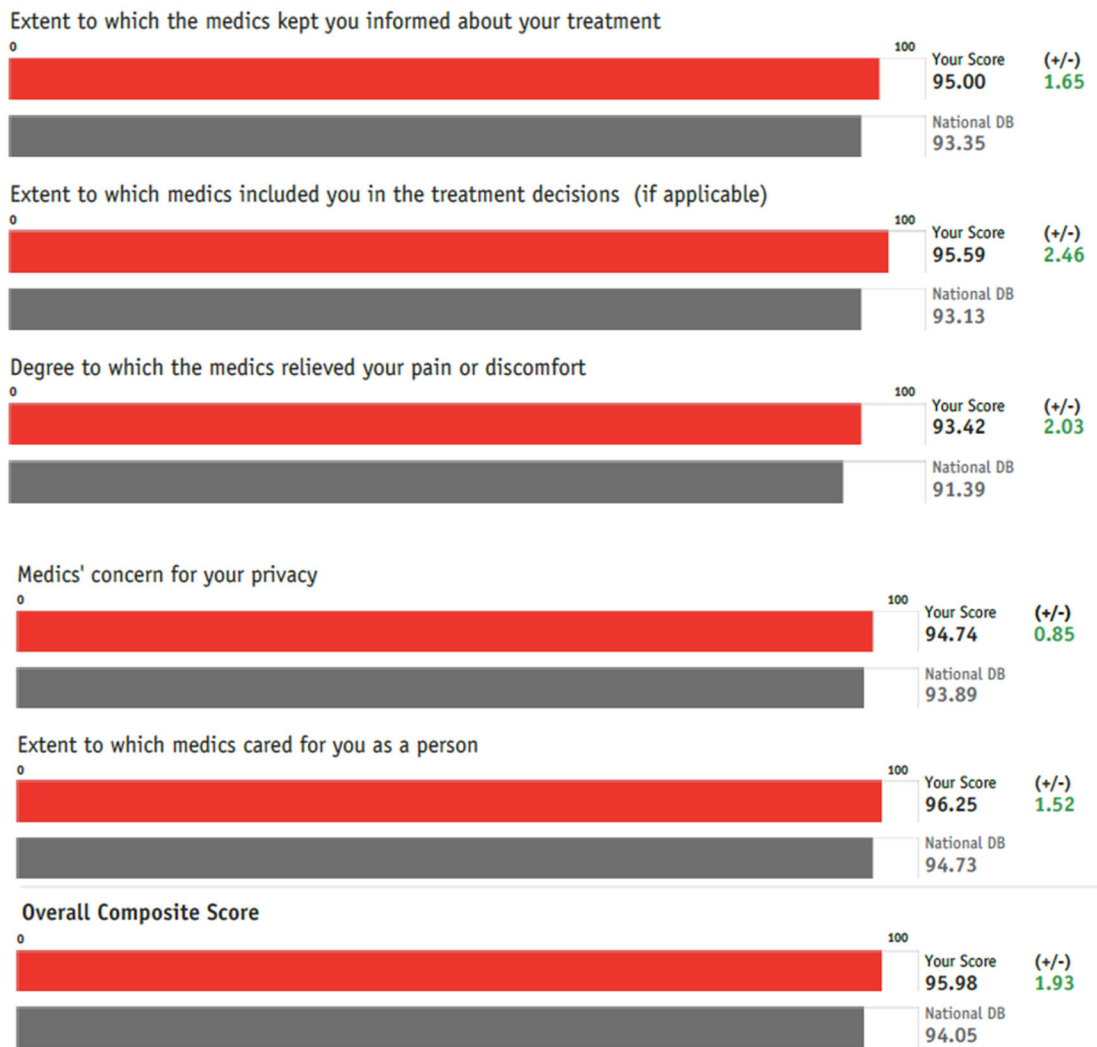 Extent to which the medics kept you informed about your treatment
0 100
Your Score (+/-)
95.00 1.65
National DB
93.35
Extent to which medics included you in the treatment decisions (if applicable)
0 100
Your Score (+/-)
95.59 2.46
National DB
93.13
Degree to which the medics relieved your pain or discomfort
0 100
Your Score (+/-)
93.42 2.03
National DB
91.39
Medics' concern for your privacy
0 100
Your Score (+/-)
94.74 0.85
National DB
93.89
Extent to which medics cared for you as a person
0 100
Your Score (+/-)
96.25 1.52
National DB
94.73
Overall Composite Score
0 100
Your Score (+/-)
95.98 1.93
National DB
94.05